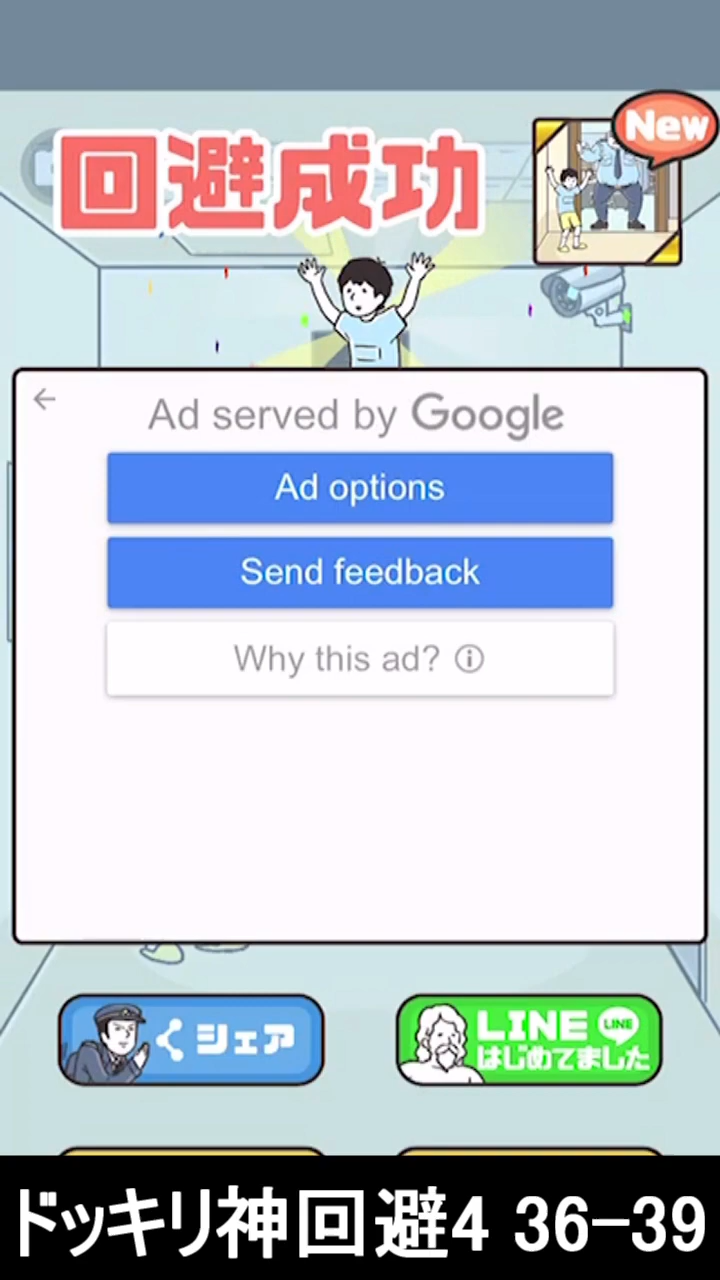 New
回避成功
Ad served by Google
Ad options
Send feedback
Why this ad?
シェア
LINE LINE
はじめてました
ドッキリ神回避4 36-39